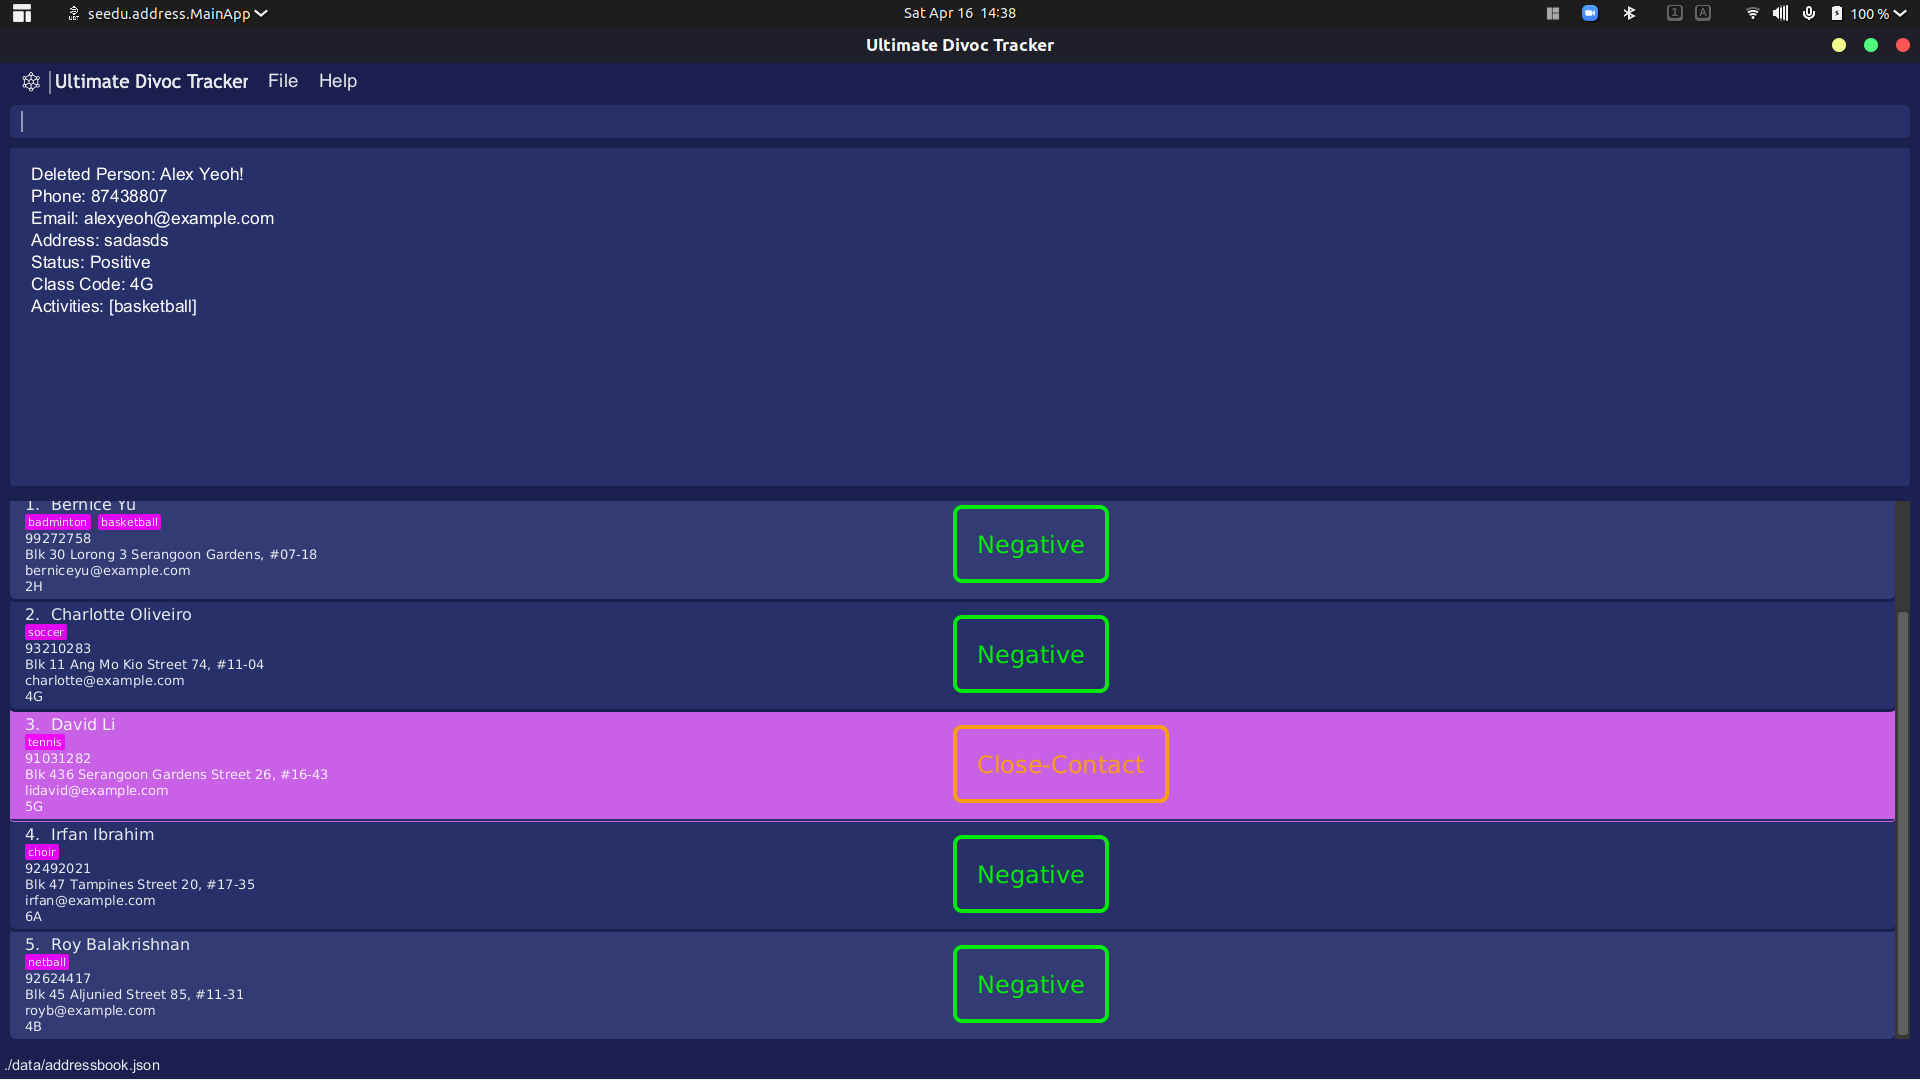 seedu.address.MainApp
Sat Apr 16 14:38
1
A
100 %
Ultimate Divoc Tracker
Ultimate Divoc Tracker File Help
Deleted Person: Alex Yeoh!
Phone: 87438807
Email: alexyeoh@example.com
Address: sadasds
Status: Positive
Class Code: 4G
Activities: [basketball]
1. Bernice Yu
badminton basketball
99272758
Blk 30 Lorong 3 Serangoon Gardens, #07-18
berniceyu@example.com
2H
Negative
2. Charlotte Oliveiro
soccer
93210283
Blk 11 Ang Mo Kio Street 74, #11-04
charlotte@example.com
4G
Negative
3. David Li
tennis
91031282
Blk 436 Serangoon Gardens Street 26, #16-43
lidavid@example.com
5G
Close-Contact
4. Irfan Ibrahim
choir
92492021
Blk 47 Tampines Street 20, #17-35
irfan@example.com
6A
Negative
5. Roy Balakrishnan
netball
92624417
Blk 45 Aljunied Street 85, #11-31
royb@example.com
4B
Negative
./data/addressbook.json